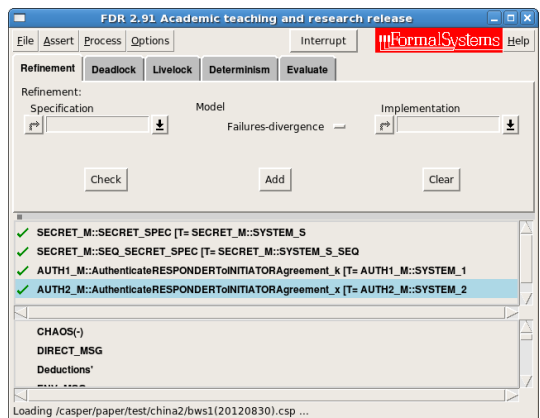 FDR 2.91 Academic teaching and research release
File Assert Process Options Interrupt FormalSystems Help
Refinement Deadlock Livelock Determinism Evaluate
Refinement:
Specification Model Implementation
Failures-divergence
Check Add Clear
SECRET_M::SECRET_SPEC [T= SECRET_M::SYSTEM_S
SECRET_M::SEQ_SECRET_SPEC [T= SECRET_M::SYSTEM_S_SEQ
AUTH1_M::AuthenticateRESPONDERToINITIATORAgreement_k [T= AUTH1_M::SYSTEM_1
AUTH2_M::AuthenticateRESPONDERToINITIATORAgreement_x [T= AUTH2_M::SYSTEM_2
CHAOS(-)
DIRECT_MSG
Deductions'
Loading /casper/paper/test/china2/bws1(20120830).csp ...